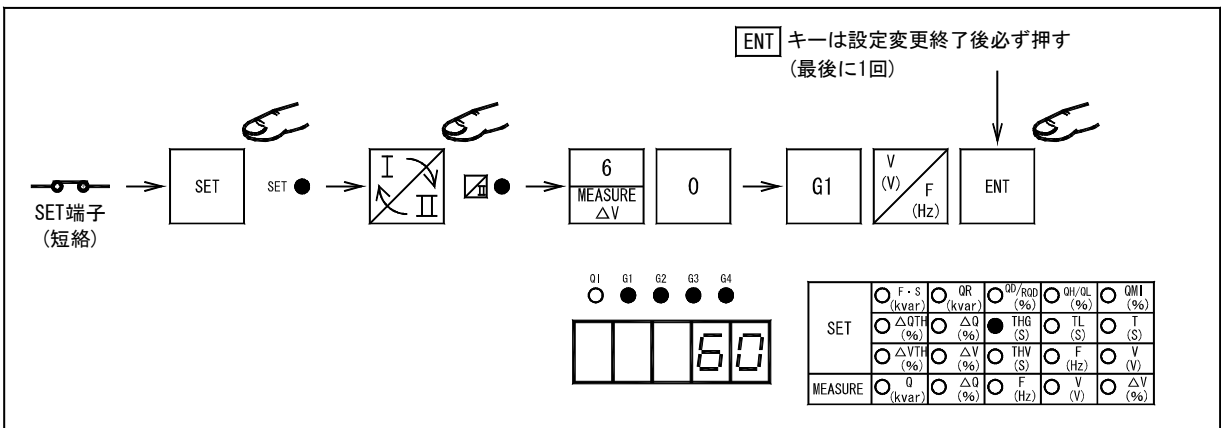 ENT キーは設定変更終了後必ず押す
(最後に1回)
SET端子
(短絡)
SET
SET
I
II
II
6
MEASURE
△V
0
G1
V
(V)
F
(Hz)
ENT
QI G1 G2 G3 G4
60
SET
F・S
(kvar)
QR
(kvar)
QD/RQD
(%)
QH/QL
(%)
QMI
(%)
△QTH
(%)
△Q
(%)
THG
(S)
TL
(S)
T
(S)
△VTH
(%)
△V
(%)
THV
(S)
F
(Hz)
V
(V)
MEASURE
Q
(kvar)
△Q
(%)
F
(Hz)
V
(V)
△V
(%)